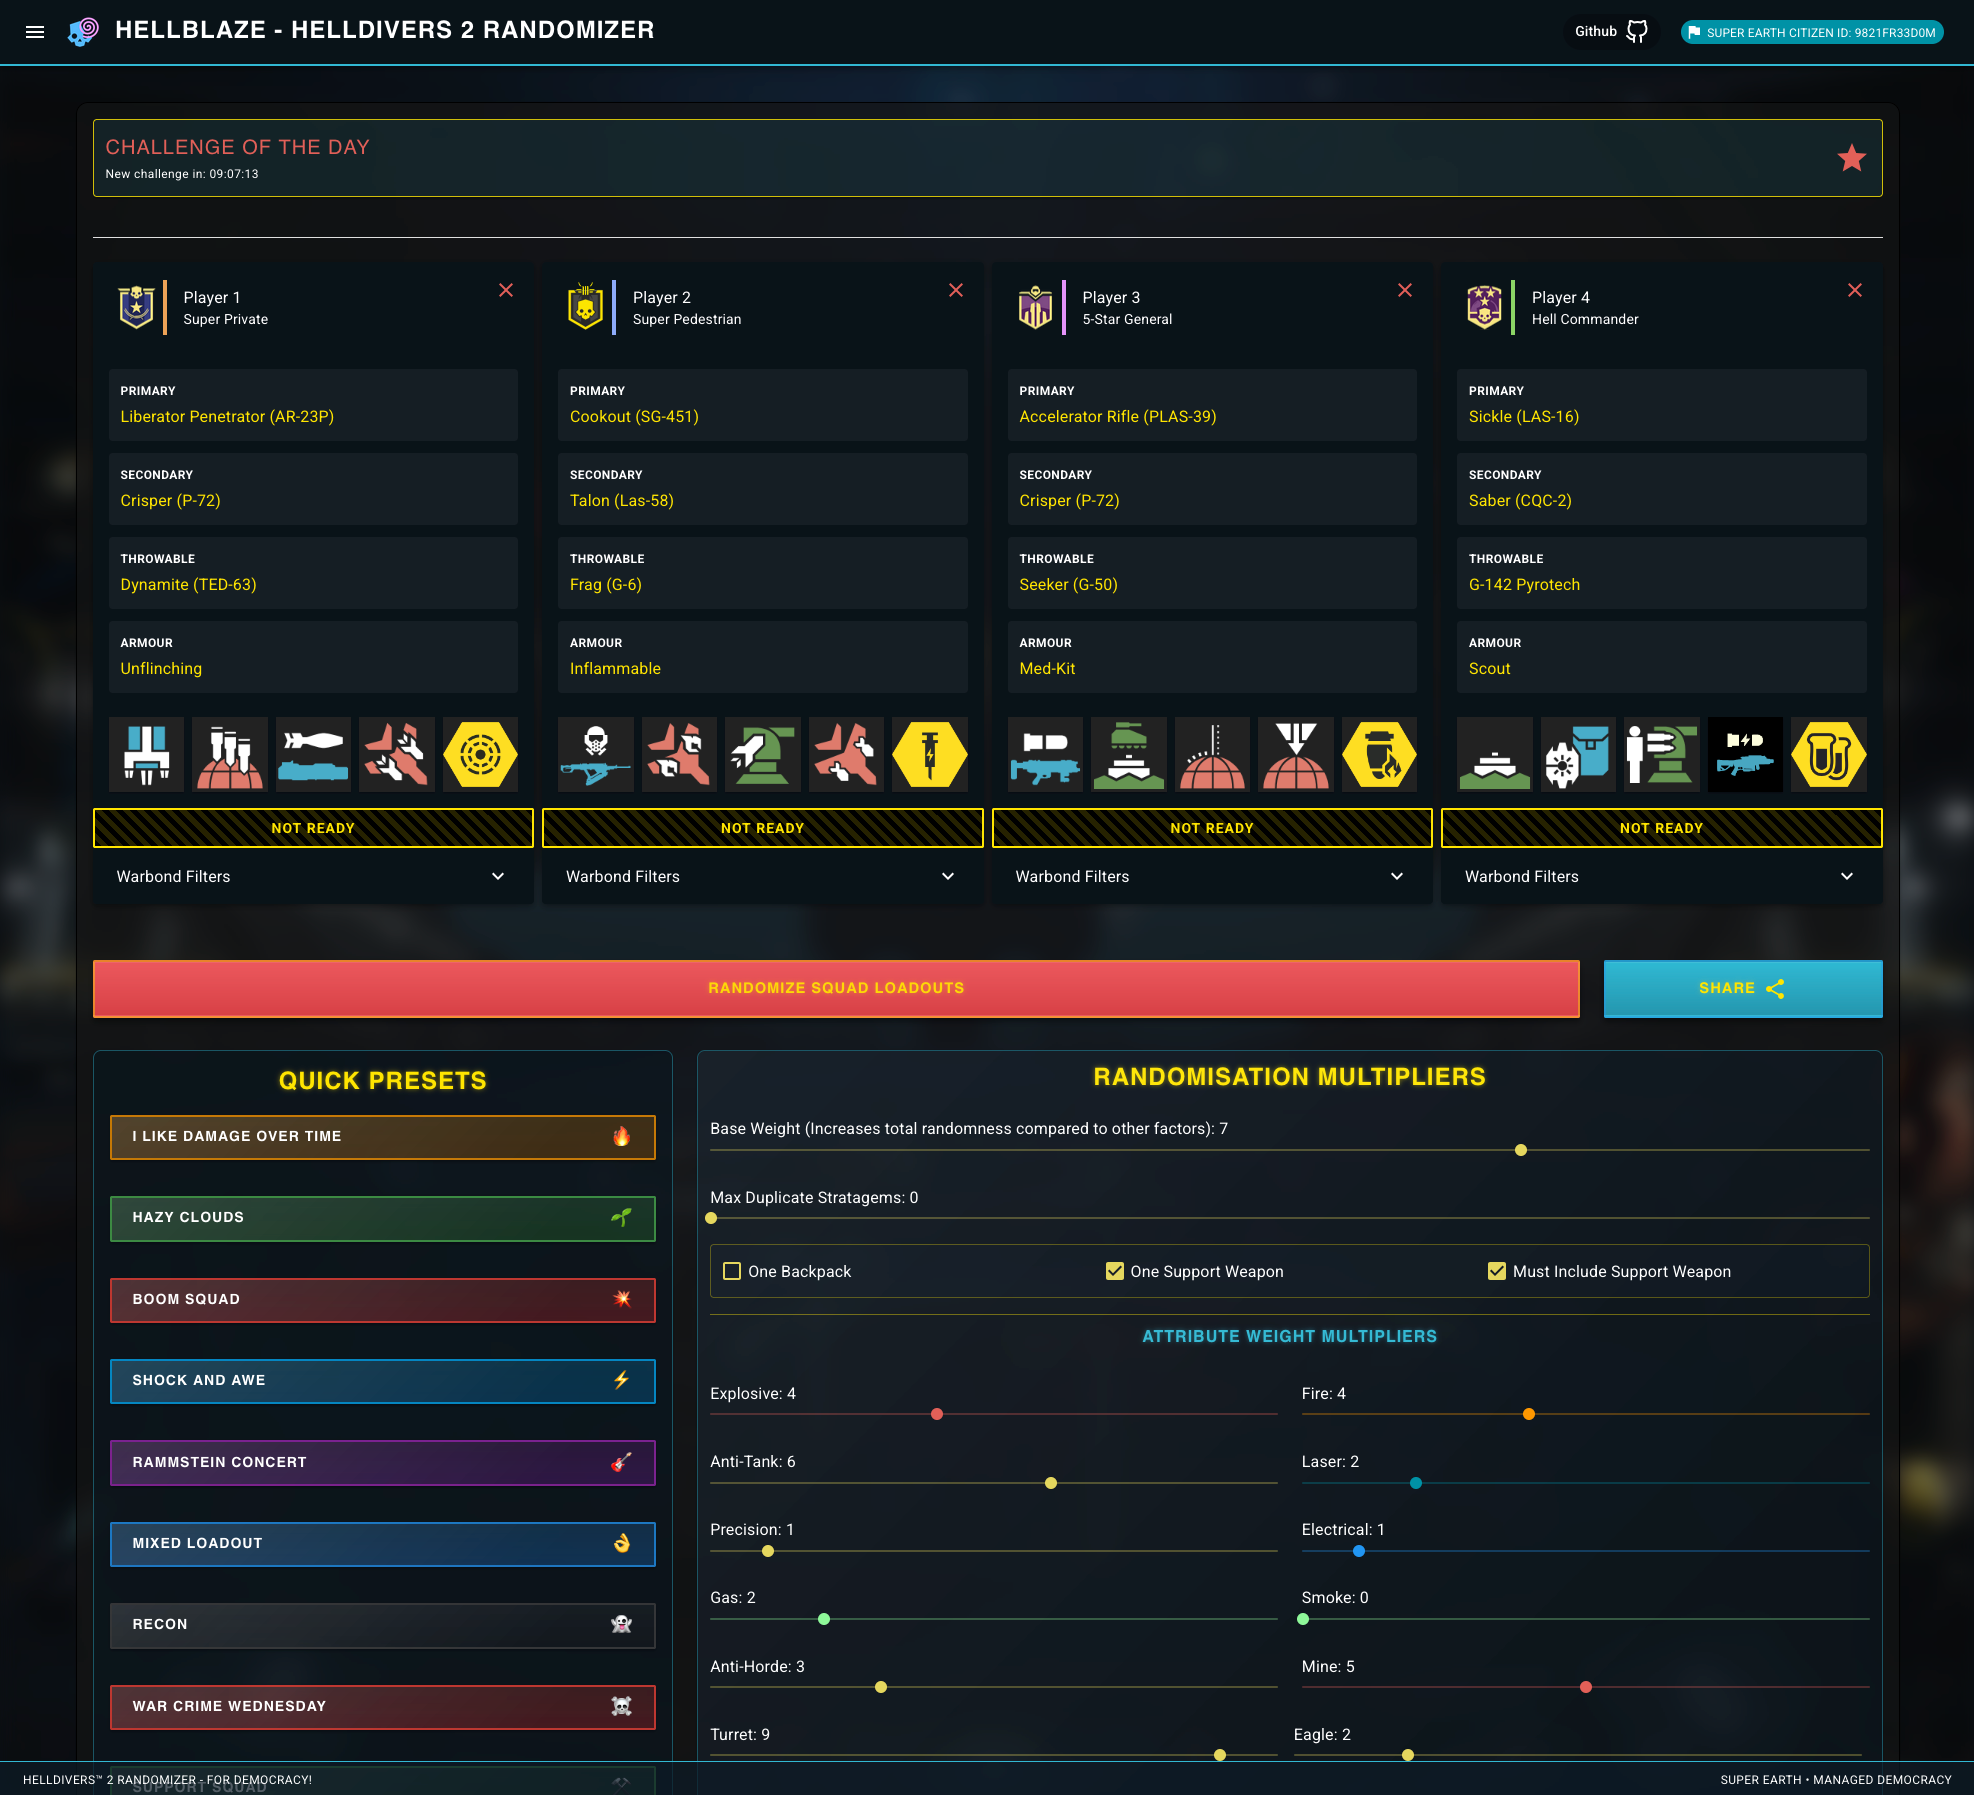 HELLBLAZE - HELLDIVERS 2 RANDOMIZER
Github
SUPER EARTH CITIZEN ID: 9821FR33D0M
CHALLENGE OF THE DAY
New challenge in: 09:07:13
Player 1
Super Private
PRIMARY
Liberator Penetrator (AR-23P)
SECONDARY
Crisper (P-72)
THROWABLE
Dynamite (TED-63)
ARMOUR
Unflinching
NOT READY
Warbond Filters
Player 2
Super Pedestrian
PRIMARY
Cookout (SG-451)
SECONDARY
Talon (Las-58)
THROWABLE
Frag (G-6)
ARMOUR
Inflammable
NOT READY
Warbond Filters
Player 3
5-Star General
PRIMARY
Accelerator Rifle (PLAS-39)
SECONDARY
Crisper (P-72)
THROWABLE
Seeker (G-50)
ARMOUR
Med-Kit
NOT READY
Warbond Filters
Player 4
Hell Commander
PRIMARY
Sickle (LAS-16)
SECONDARY
Saber (CQC-2)
THROWABLE
G-142 Pyrotech
ARMOUR
Scout
NOT READY
Warbond Filters
RANDOMIZE SQUAD LOADOUTS
SHARE
QUICK PRESETS
I LIKE DAMAGE OVER TIME
HAZY CLOUDS
BOOM SQUAD
SHOCK AND AWE
RAMMSTEIN CONCERT
MIXED LOADOUT
RECON
WAR CRIME WEDNESDAY
SUPPORT SQUAD
RANDOMISATION MULTIPLIERS
Base Weight (Increases total randomness compared to other factors): 7
Max Duplicate Stratagems: 0
One Backpack
One Support Weapon
Must Include Support Weapon
ATTRIBUTE WEIGHT MULTIPLIERS
Explosive: 4
Fire: 4
Anti-Tank: 6
Laser: 2
Precision: 1
Electrical: 1
Gas: 2
Smoke: 0
Anti-Horde: 3
Mine: 5
Turret: 9
Eagle: 2
HELLDIVERS™ 2 RANDOMIZER - FOR DEMOCRACY!
SUPER EARTH • MANAGED DEMOCRACY